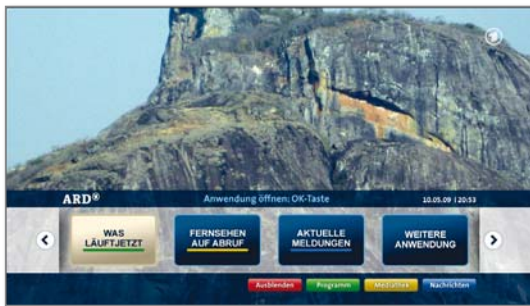 ARD
Anwendung öffnen: OK-Taste
10.05.09 | 20:53
WAS
LÄUFTJETZT
FERNSEHEN
AUF ABRUF
AKTUELLE
MELDUNGEN
WEITERE
ANWENDUNG
Ausblenden
Programm
Mediathek
Nachrichten